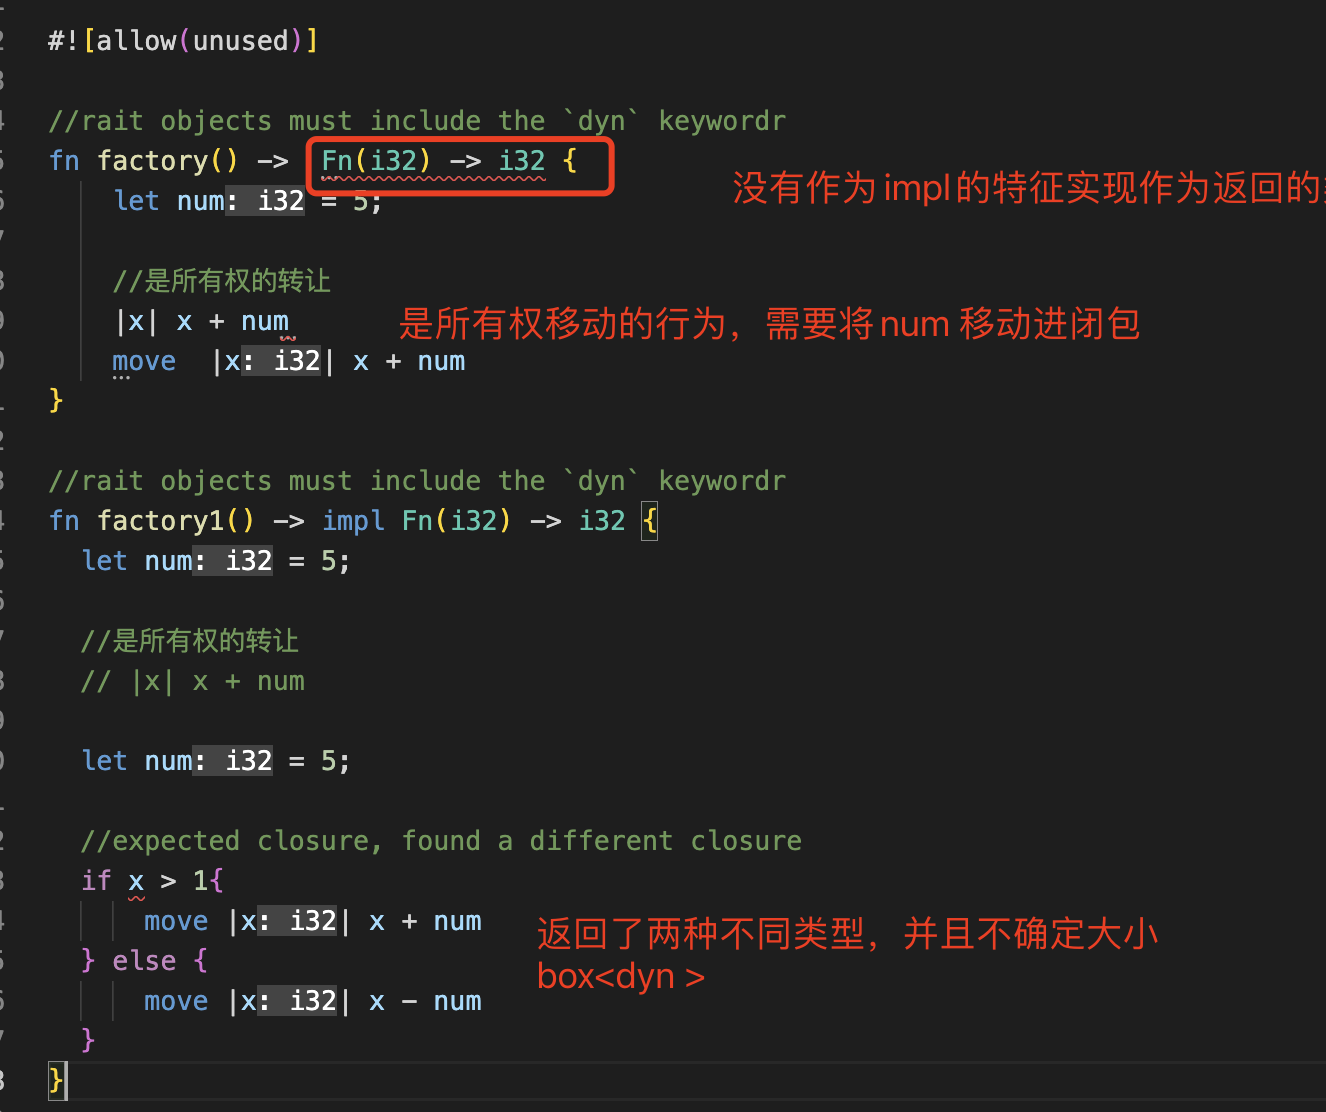 #![allow(unused)]
//rait objects must include the `dyn` keywordr
fn factory() -> Fn(i32) -> i32 {
没有作为impl的特征实现作为返回的
let num: i32 = 5;
//是所有权的转让
|x| x + num
是所有权移动的行为，需要将num 移动进闭包
move |x: i32| x + num
}
//rait objects must include the `dyn` keywordr
fn factory1() -> impl Fn(i32) -> i32 {
let num: i32 = 5;
//是所有权的转让
// |x| x + num
let num: i32 = 5;
//expected closure, found a different closure
if x > 1{
move |x: i32| x + num
返回了两种不同类型，并且不确定大小
} else {
box<dyn >
move |x: i32| x - num
}
}